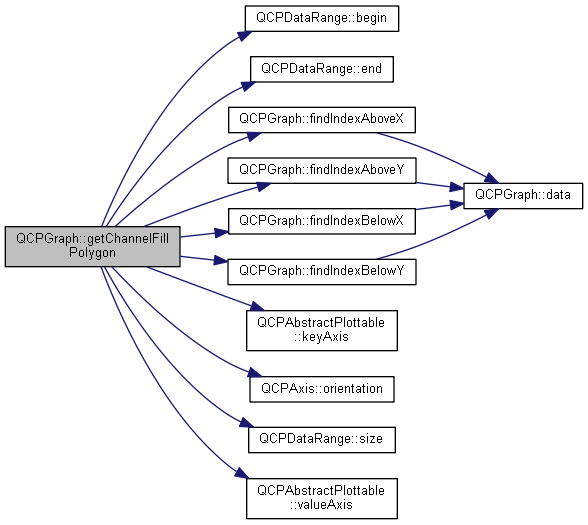 QCPGraph::getChannelFill
Polygon
QCPDataRange::begin
QCPDataRange::end
QCPGraph::findIndexAboveX
QCPGraph::findIndexAboveY
QCPGraph::findIndexBelowX
QCPGraph::findIndexBelowY
QCPGraph::data
QCPAbstractPlottable
::keyAxis
QCPAxis::orientation
QCPDataRange::size
QCPAbstractPlottable
::valueAxis